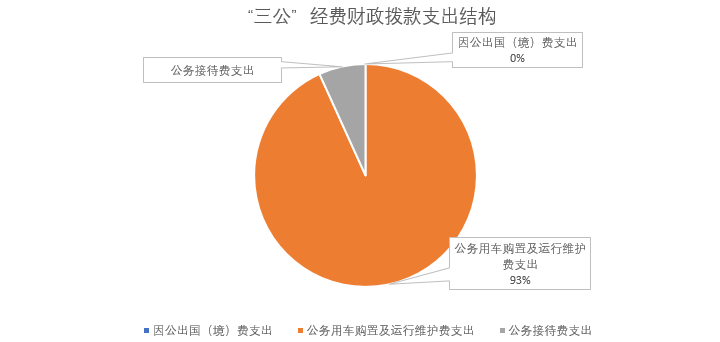 “三公” 经费财政拨款支出结构
因公出国（境）费支出
0%
公务接待费支出
公务用车购置及运行维护
费支出
93%
因公出国（境）费支出 公务用车购置及运行维护费支出 公务接待费支出